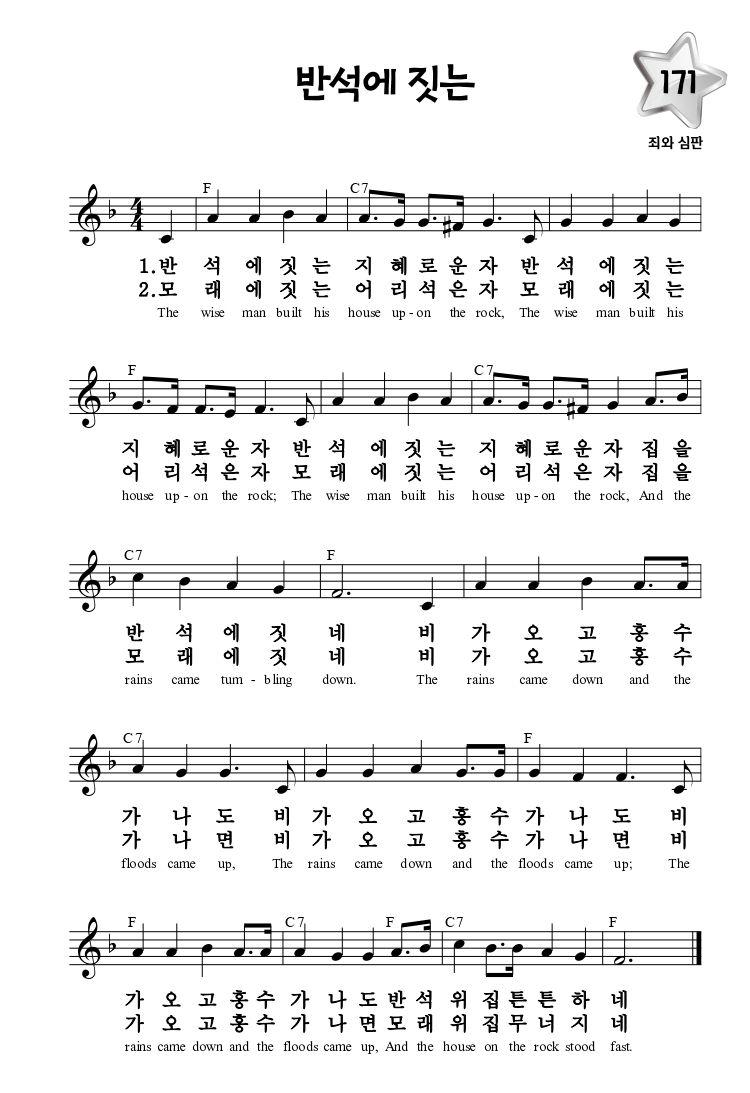 반석에 짓는
171
죄와 심판
F C7
1.반 석 에 짓 는 지 혜 로 운 자 반 석 에 짓 는
2.모 래 에 짓 는 어 리 석 은 자 모 래 에 짓 는
The wise man built his house up-on the rock, The wise man built his
F C7
지 혜 로 운 자 반 석 에 짓 는 지 혜 로 운 자 집 을
어 리 석 은 자 모 래 에 짓 는 어 리 석 은 자 집 을
house up-on the rock; The wise man built his house up-on the rock, And the
C7 F
반 석 에 짓 네 비 가 오 고 홍 수
모 래 에 짓 네 비 가 오 고 홍 수
rains came tum - bling down. The rains came down and the
C7 F
가 나 도 비 가 오 고 홍 수 가 나 도 비
가 나 면 비 가 오 고 홍 수 가 나 면 비
floods came up, The rains came down and the floods came up; The
F C7 F C7 F
가 오 고 홍 수 가 나 도 반 석 위 집 튼 튼 하 네
가 오 고 홍 수 가 나 면 모 래 위 집 무 너 지 네
rains came down and the floods came up, And the house on the rock stood fast.